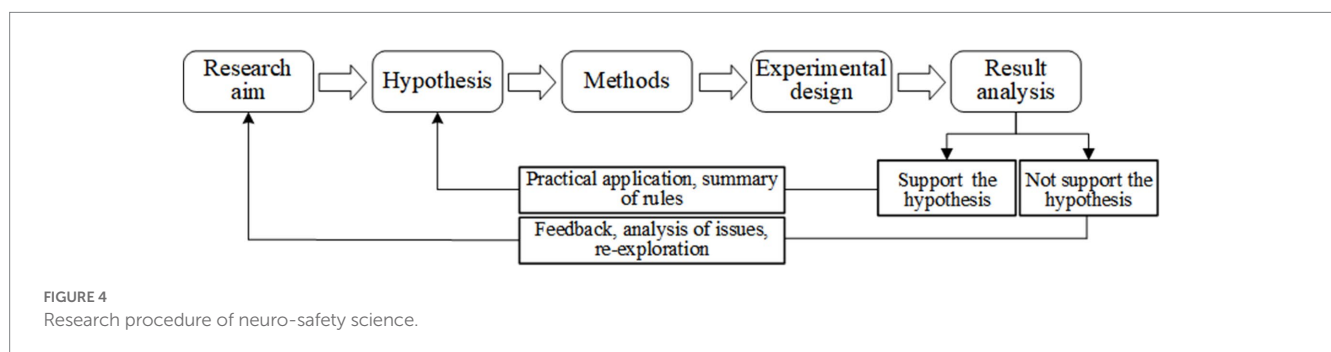 Research
aim
Hypothesis
Methods
Experimental
design
Result
analysis
Practical application, summary
of rules
Support the
hypothesis
Not support the
hypothesis
Feedback, analysis of issues,
re-exploration
FIGURE 4
Research procedure of neuro-safety science.